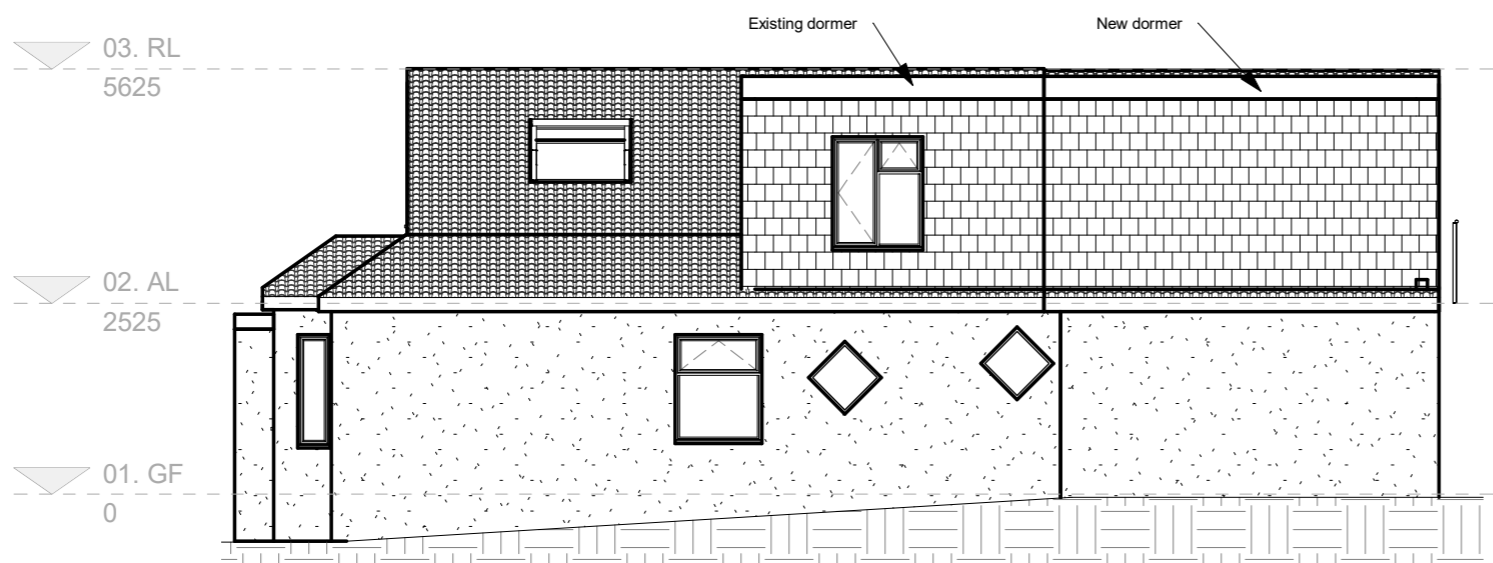 Existing dormer
New dormer
03. RL
5625
02. AL
2525
01. GF
0